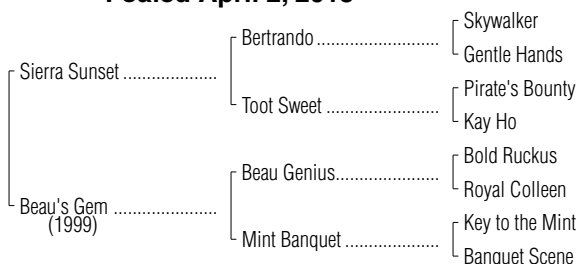 Foaled April 2,
Skywalker
Bertrando ........................
Gentle Hands
Sierra Sunset ...................
Pirate's Bounty
Toot Sweet ......................
Kay Ho
Bold Ruckus
Beau Genius.....................
Royal Colleen
Beau's Gem .....................
(1999)
Key to the Mint
Mint Banquet ...................
Banquet Scene